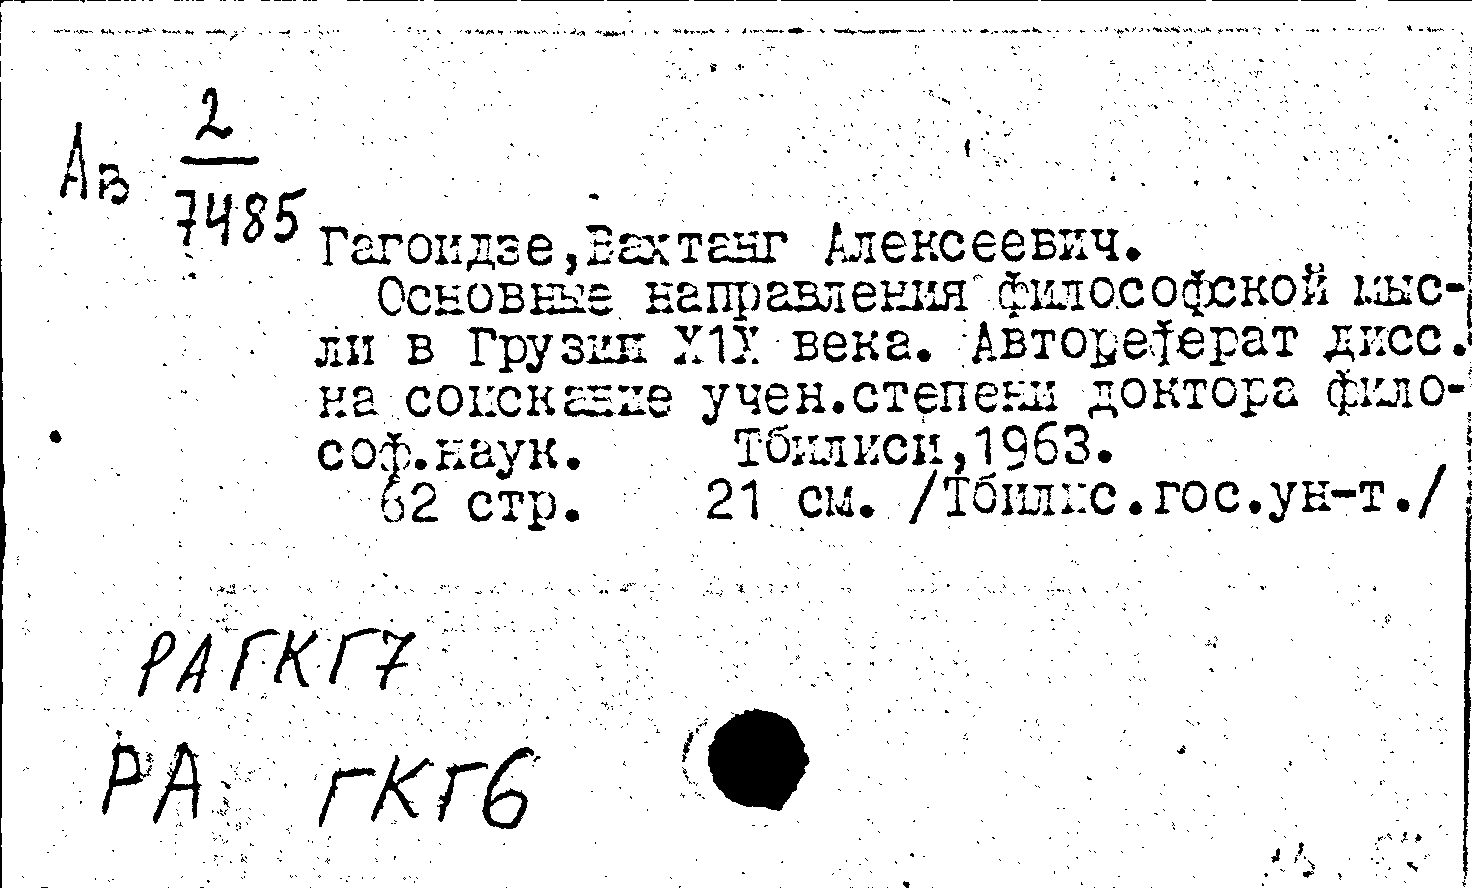 Ав 2
7485
Гагоидзе,Вахтанг Алексеевич.
Основные направления философской мыс-
ли в Грузии Х1Х века. Автореферат дисс.
на соискание учен.степени доктора фило-
соф.наук. Тбилиси,1963.
62 стр. 21 см. /Тбилис.гос.ун-т./
РАГКГ7
РА ГКГ6